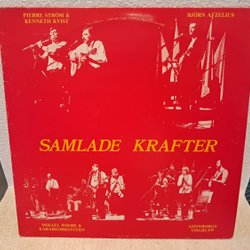 PIERRE STRÖM &
KENNETH KVIST
BJÖRN AFZELIUS
SAMLADE KRAFTER
MIKAEL WIEHE &
KABARÉORKESTERN
GÖTEBORGS
VISGRUPP